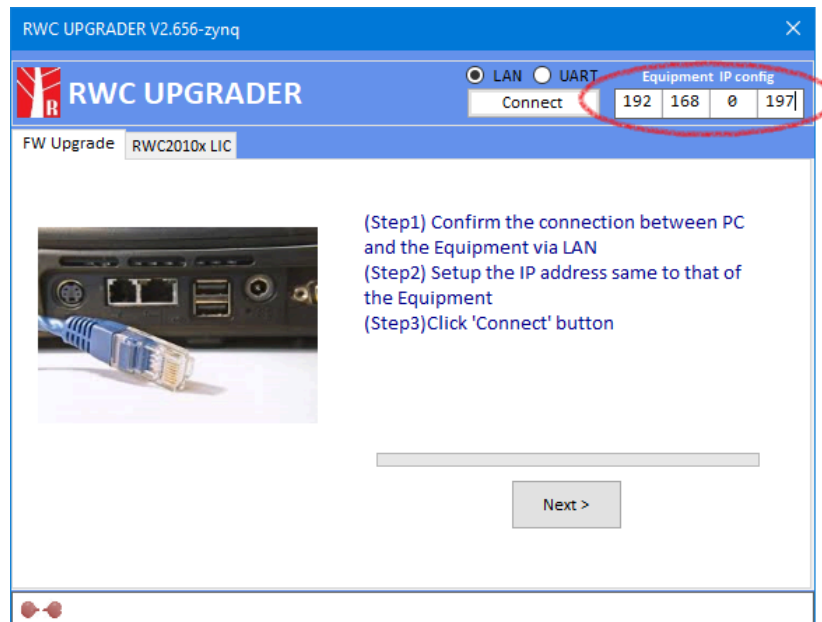 RWC UPGRADER V2.656-zynq
RWC UPGRADER
LAN UART
Connect
Equipment IP config
192 168 0 197
FW Upgrade RWC2010x LIC
(Step1) Confirm the connection between PC
and the Equipment via LAN
(Step2) Setup the IP address same to that of
the Equipment
(Step3)Click 'Connect' button
Next >